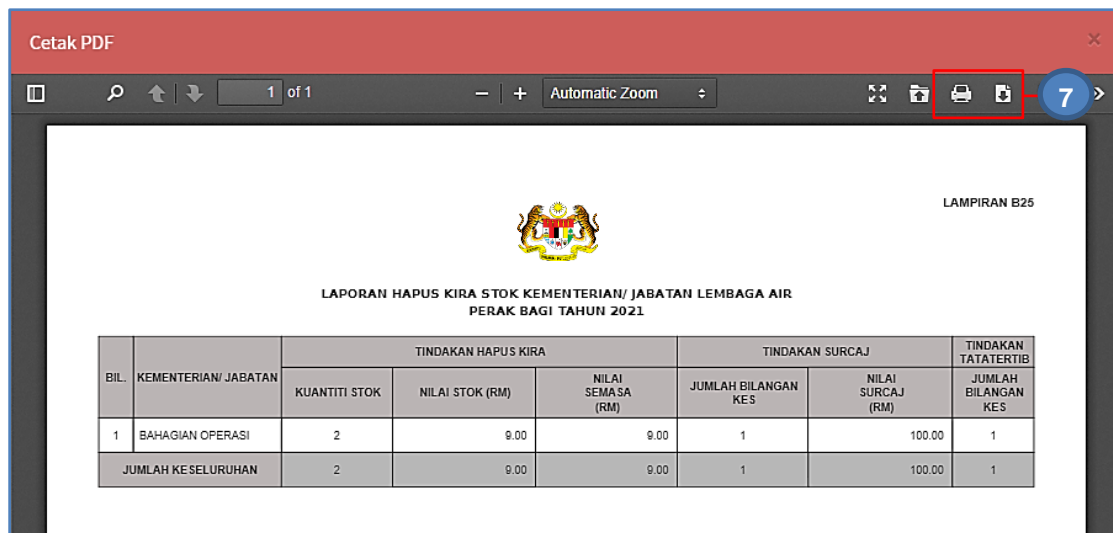 Cetak PDF
1 of 1
Automatic Zoom
7
LAMPIRAN B25
LAPORAN HAPUS KIRA STOK KEMENTERIAN/ JABATAN LEMBAGA AIR
PERAK BAGI TAHUN 2021
BIL. KEMENTERIAN/ JABATAN TINDAKAN HAPUS KIRA TINDAKAN SURCAJ TINDAKAN TATATERTIB
KUANTITI STOK NILAI STOK (RM) NILAI SEMASA (RM) JUMLAH BILANGAN KES NILAI SURCAJ (RM) JUMLAH BILANGAN KES
1 BAHAGIAN OPERASI 2 9.00 9.00 1 100.00 1
JUMLAH KESELURUHAN 2 9.00 9.00 1 100.00 1